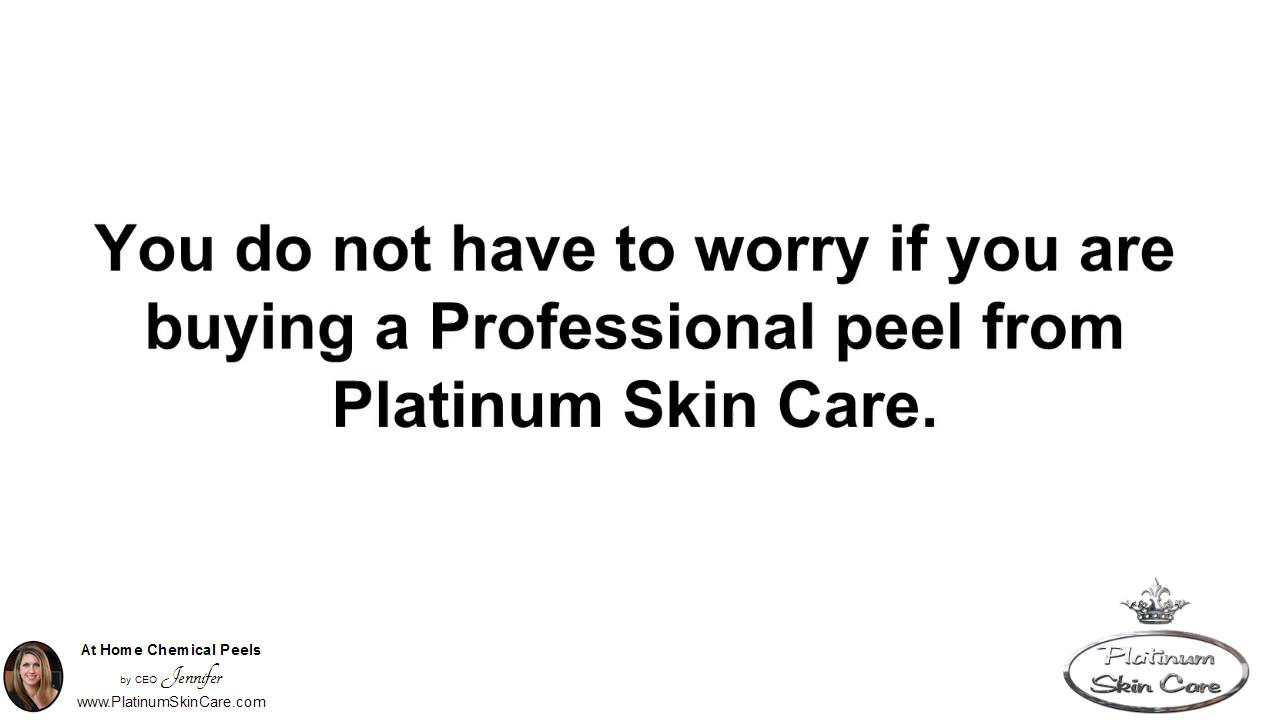 You do not have to worry if you are
buying a Professional peel from
Platinum Skin Care.
At Home Chemical Peels
by CEO Jennifer
www.PlatinumSkinCare.com
Platinum
Skin Care